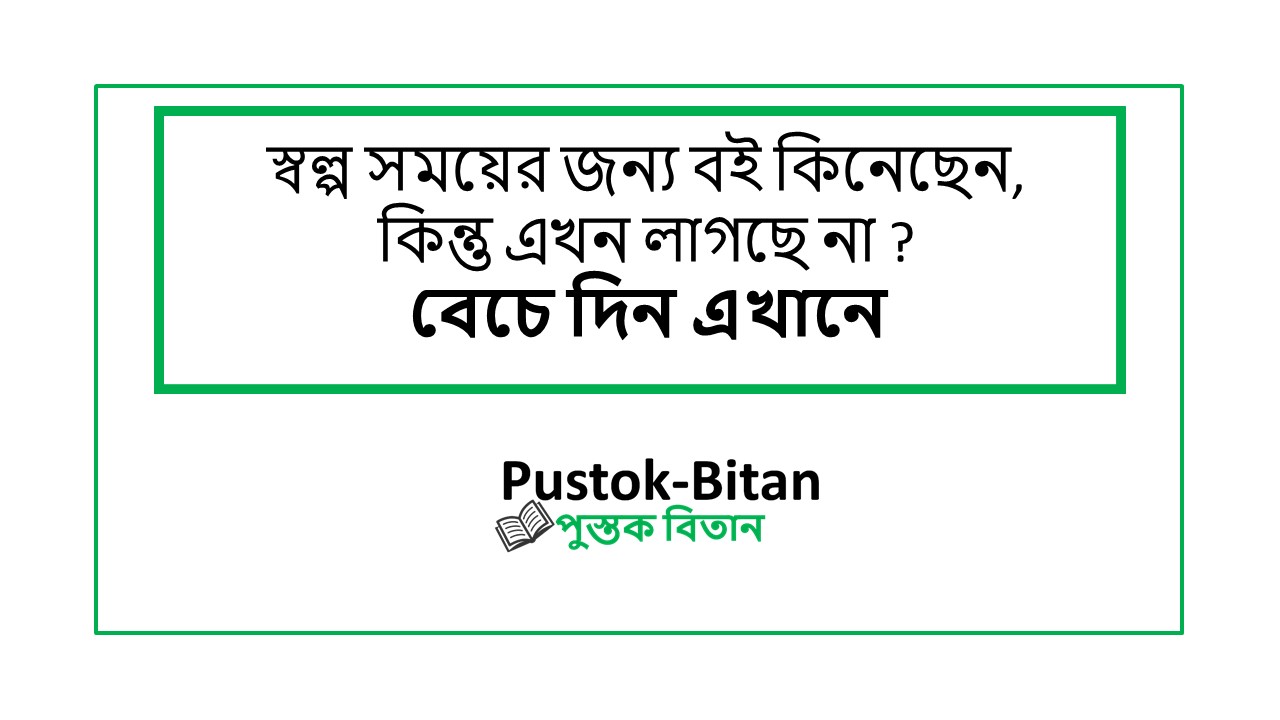 স্বল্প সময়ের জন্য বই কিনেছেন,
কিন্তু এখন লাগছে না ?
বেচে দিন এখানে
Pustok-Bitan
পুস্তক বিতান